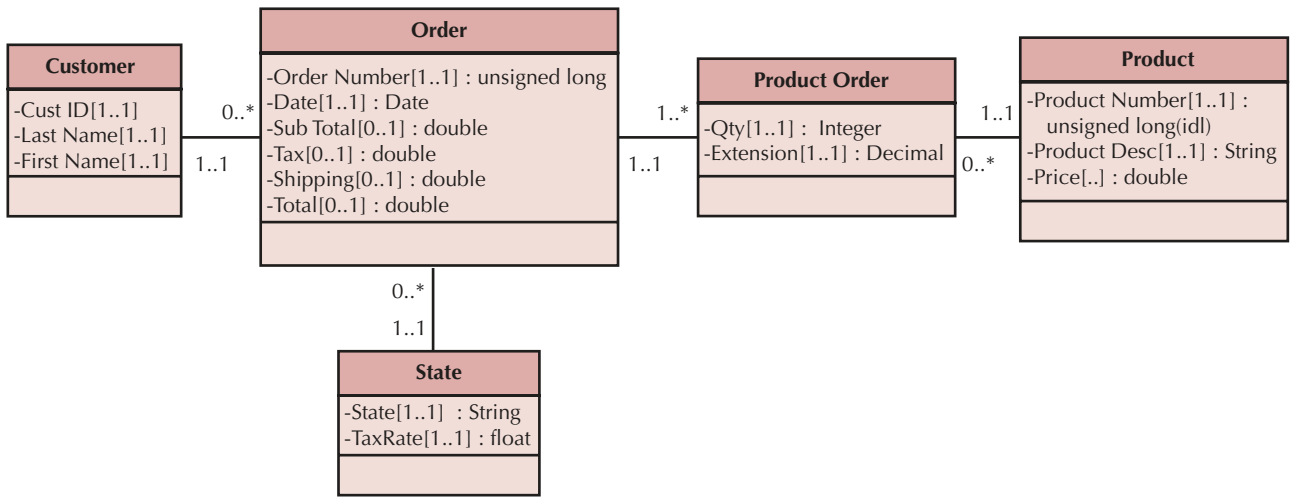 Customer
-Cust ID[1..1]
-Last Name[1..1]
-First Name[1..1]
0..*
1..1
Order
-Order Number[1..1] : unsigned long
-Date[1..1] : Date
-Sub Total[0..1] : double
-Tax[0..1] : double
-Shipping[0..1] : double
-Total[0..1] : double
1..*
1..1
Product Order
-Qty[1..1] : Integer
-Extension[1..1] : Decimal
1..1
0..*
Product
-Product Number[1..1] :
unsigned long(idl)
-Product Desc[1..1] : String
-Price[..] : double
0..*
1..1
State
-State[1..1] : String
-TaxRate[1..1] : float